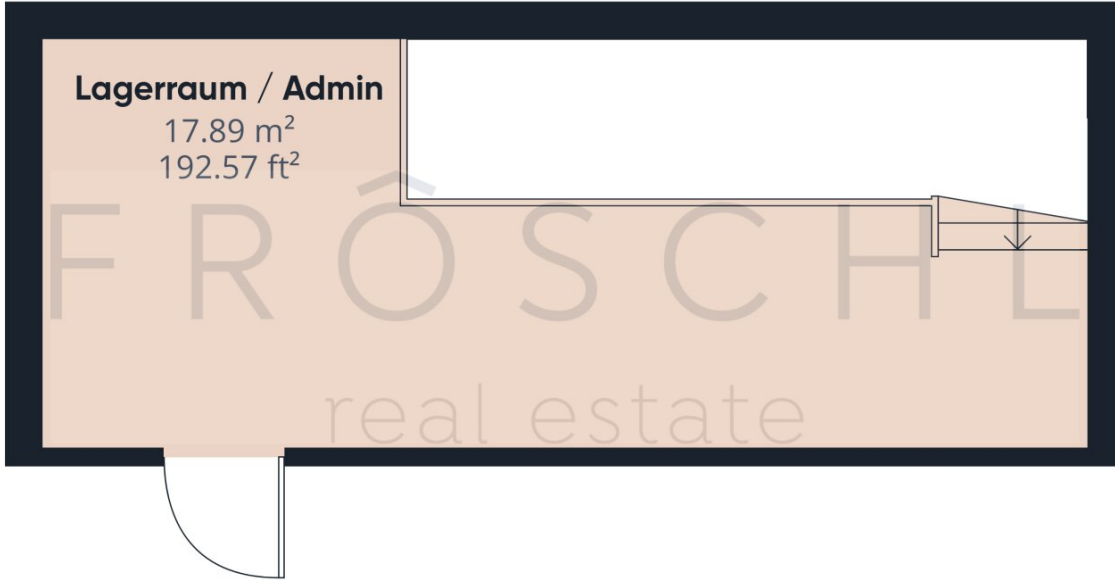 Lagerraum / Admin
17.89 m²
192.57 ft²
FRÔSCHL
real estate